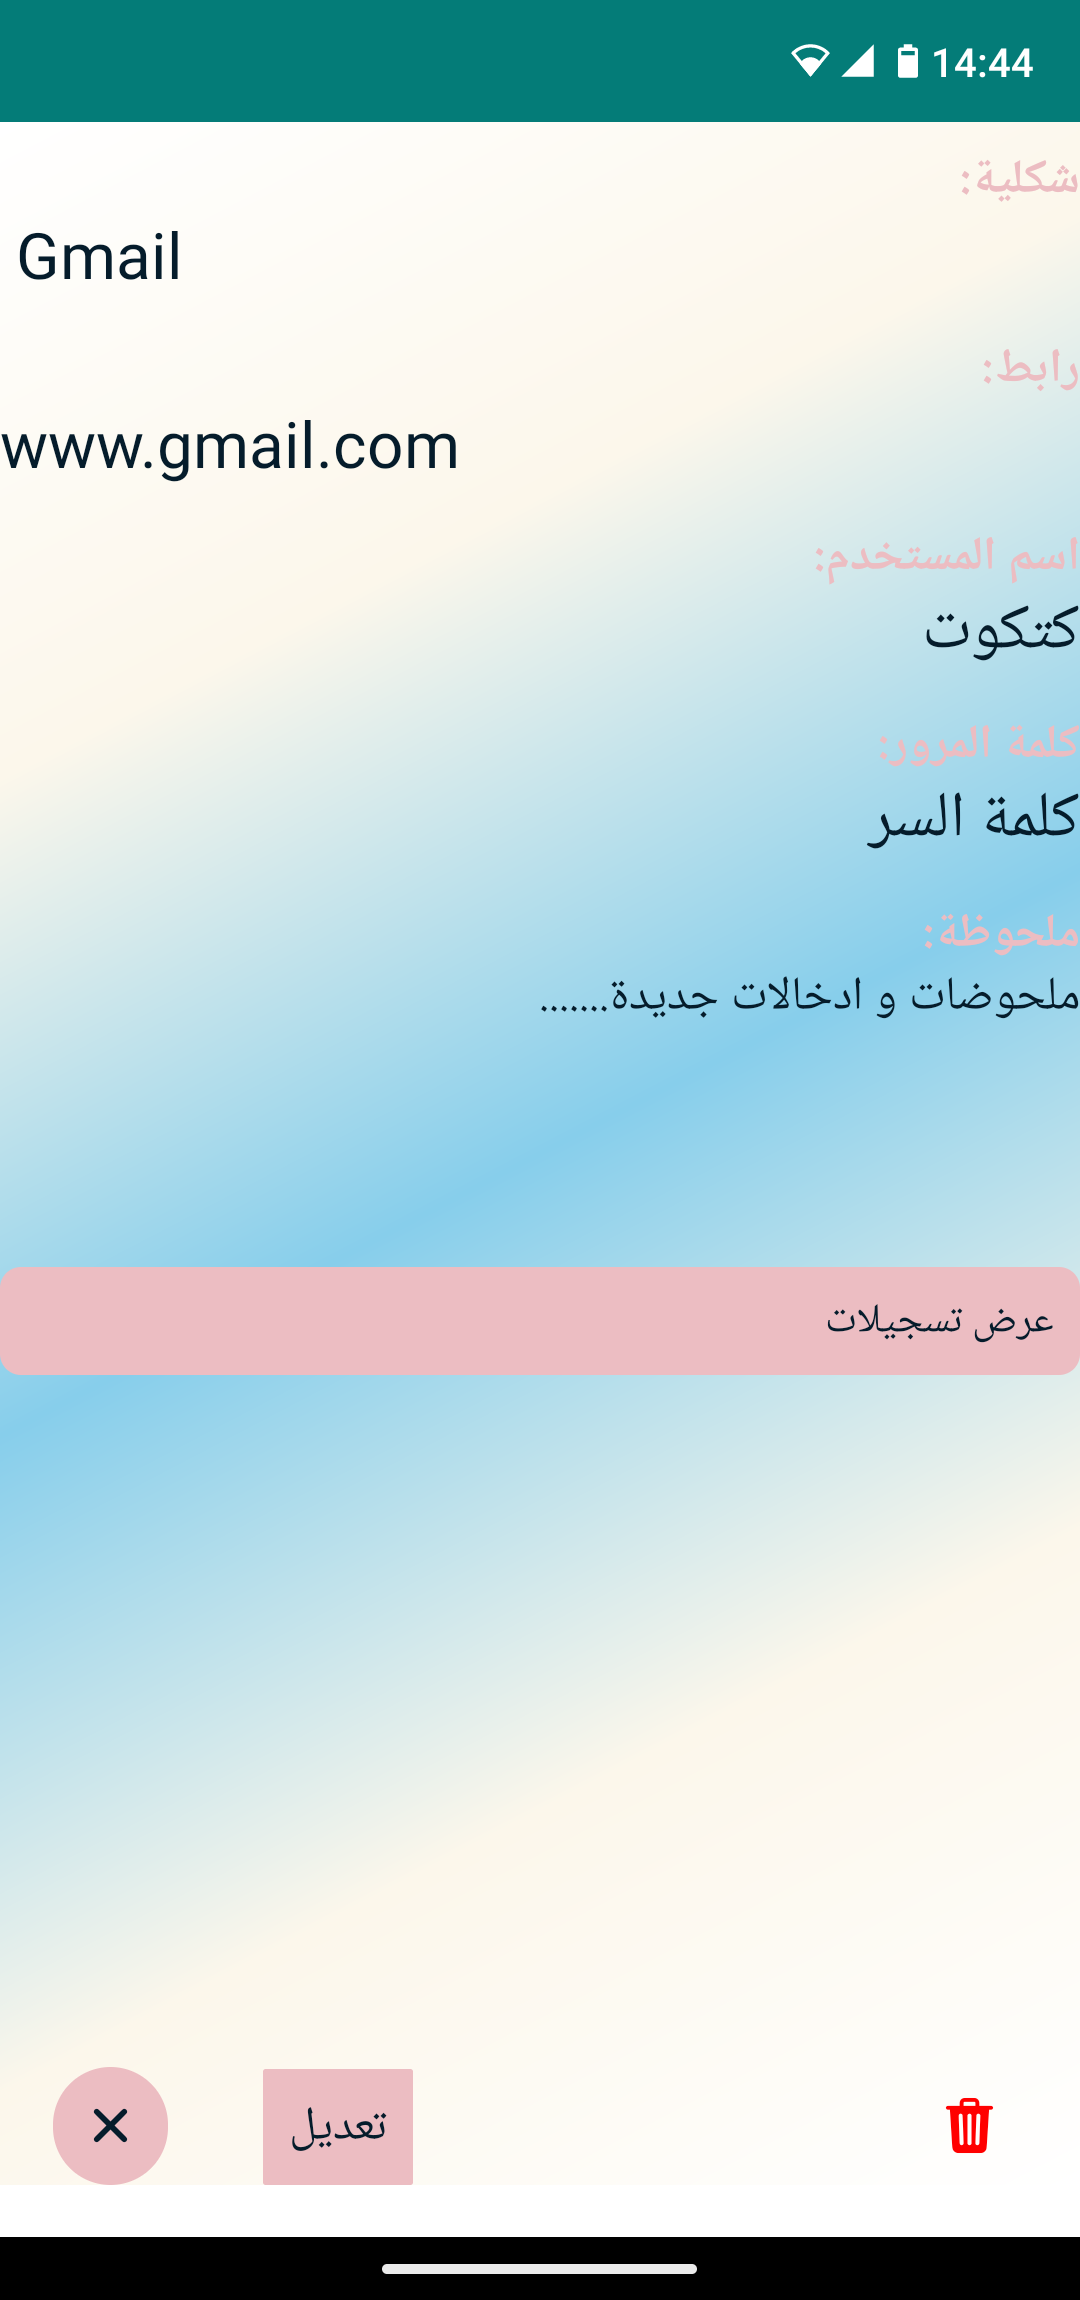 14:44
شكلية:
Gmail
رابط:
www.gmail.com
اسم المستخدم:
كتكوت
كلمة المرور:
كلمة السر
ملحوظة:
ملحوضات و ادخالات جديدة.......
عرض تسجيلات
تعديل